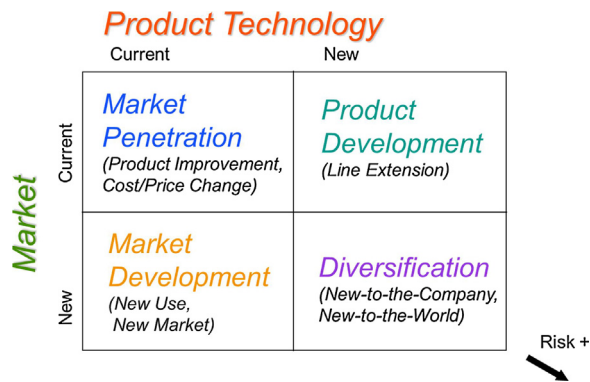 Product Technology
Current New
Market
Current
Market
Penetration
(Product Improvement,
Cost/Price Change)
Product
Development
(Line Extension)
New
Market
Development
(New Use,
New Market)
Diversification
(New-to-the-Company,
New-to-the-World)
Risk +